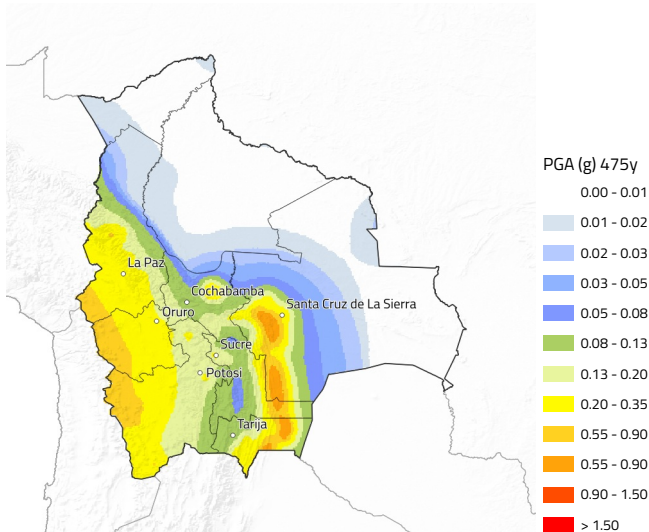 PGA (g) 475y
0.00 - 0.01
0.01 - 0.02
0.02 - 0.03
0.03 - 0.05
0.05 - 0.08
0.08 - 0.13
0.13 - 0.20
0.20 - 0.35
0.55 - 0.90
0.55 - 0.90
0.90 - 1.50
> 1.50
La Paz
Cochabamba
Santa Cruz de La Sierra
Oruro
Sucre
Potosi
Tarija